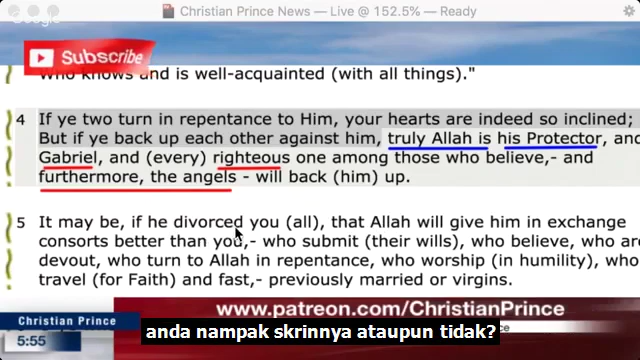 Christian Prince News — Live @ 152.5% — Ready
Subscribe
Who knows and is well-acquainted (with all things)."
4 If ye two turn in repentance to Him, your hearts are indeed so inclined;
But if ye back up each other against him, truly Allah is his Protector, and
Gabriel, and (every) righteous one among those who believe,- and
furthermore, the angels - will back (him) up.
5 It may be, if he divorced you (all), that Allah will give him in exchange
consorts better than you,- who submit (their wills), who believe, who are
devout, who turn to Allah in repentance, who worship (in humility), who
travel (for Faith) and fast,- previously married or virgins.
www.patreon.com/ChristianPrince
Christian Prince
5:55
anda nampak skrinnya ataupun tidak?